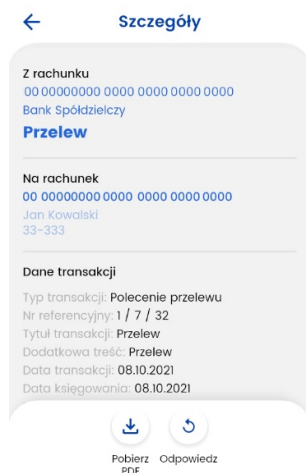 Szczegóły
Z rachunku
00 00000000 0000 0000 0000 0000
Bank Spółdzielczy
Przelew
Na rachunek
00 00000000 0000 0000 0000 0000
Jan Kowalski
33-333
Dane transakcji
Typ transakcji: Polecenie przelewu
Nr referencyjny: 1 / 7 / 32
Tytuł transakcji: Przelew
Dodatkowa treść: Przelew
Data transakcji: 08.10.2021
Data księgowania: 08.10.2021
Pobierz PDF
Odpowiedz